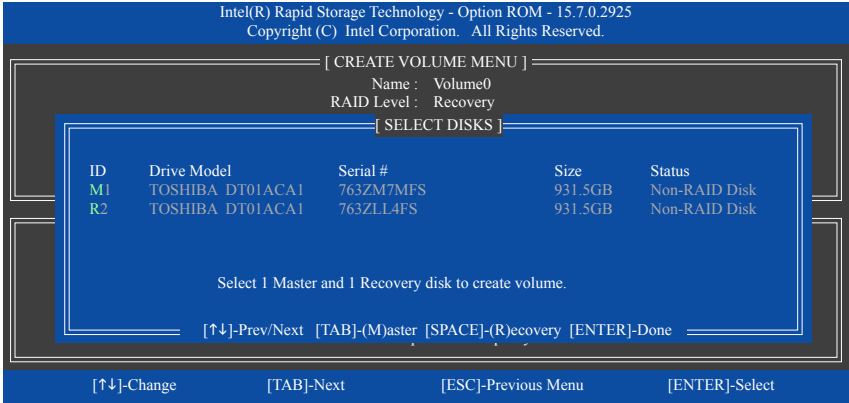 Intel(R) Rapid Storage Technology - Option ROM - 15.7.0.2925
Copyright (C) Intel Corporation. All Rights Reserved.
[ CREATE VOLUME MENU ]
Name : Volume0
RAID Level : Recovery
[ SELECT DISKS ]
ID Drive Model Serial # Size Status
M1 TOSHIBA DT01ACA1 763ZM7MFS 931.5GB Non-RAID Disk
R2 TOSHIBA DT01ACA1 763ZLL4FS 931.5GB Non-RAID Disk
Select 1 Master and 1 Recovery disk to create volume.
[↑↓]-Prev/Next [TAB]-(M)aster [SPACE]-(R)ecovery [ENTER]-Done
[↑↓]-Change [TAB]-Next [ESC]-Previous Menu [ENTER]-Select